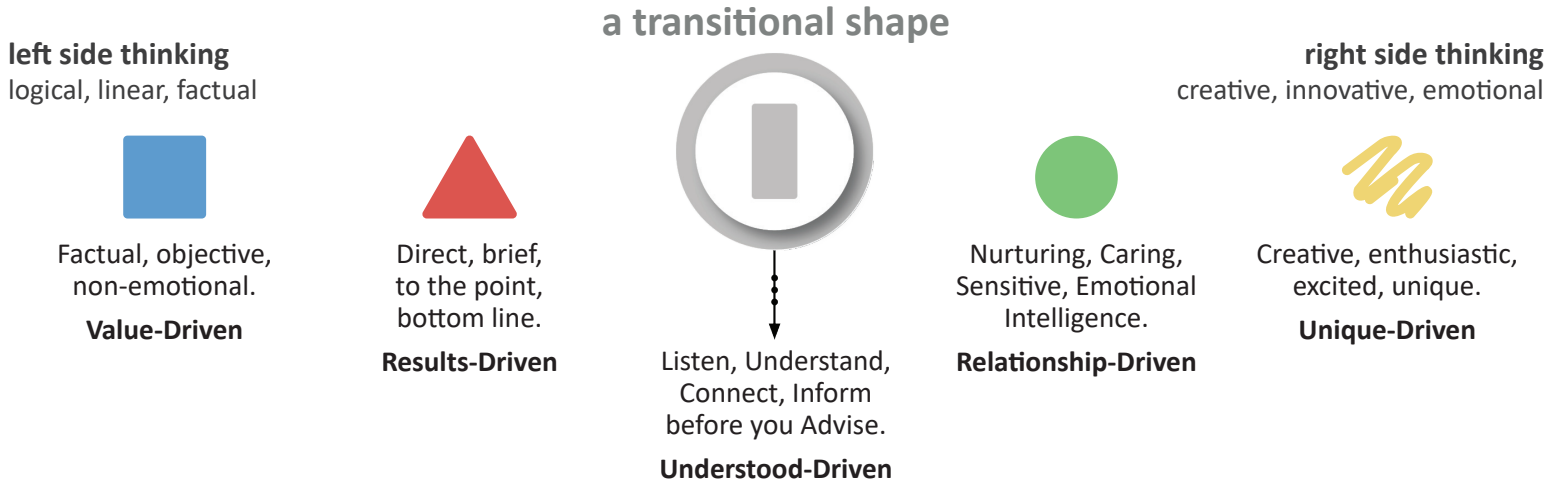 a transitional shape
left side thinking
logical, linear, factual
right side thinking
creative, innovative, emotional
Factual, objective,
non-emotional.
Value-Driven
Direct, brief,
to the point,
bottom line.
Results-Driven
Listen, Understand,
Connect, Inform
before you Advise.
Understood-Driven
Nurturing, Caring,
Sensitive, Emotional
Intelligence.
Relationship-Driven
Creative, enthusiastic,
excited, unique.
Unique-Driven